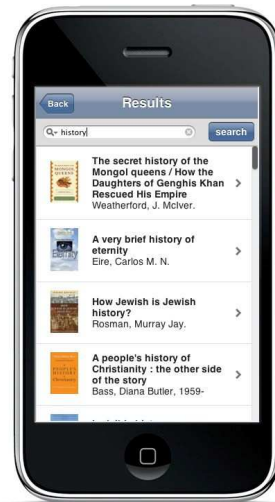 Back
Results
history
search
The secret history of the
Mongol queens / How the
Daughters of Genghis Khan
Rescued His Empire
Weatherford, J. McIver.
A very brief history of
eternity
Eire, Carlos M. N.
How Jewish is Jewish
history?
Rosman, Murray Jay.
A people's history of
Christianity : the other side
of the story
Bass, Diana Butler, 1959-